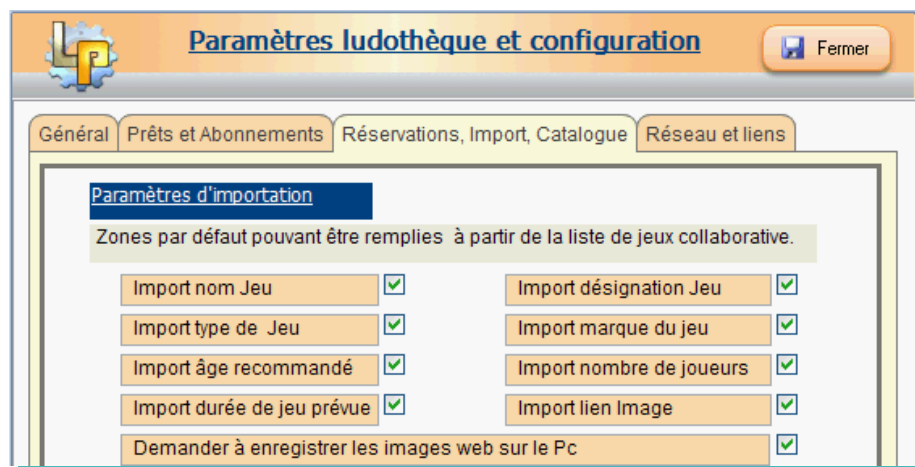 LP
Paramètres ludothèque et configuration
Fermer
Général Prêts et Abonnements Réservations, Import, Catalogue Réseau et liens
Paramètres d'importation
Zones par défaut pouvant être remplies à partir de la liste de jeux collaborative.
Import nom Jeu Import désignation Jeu
Import type de Jeu Import marque du jeu
Import âge recommandé Import nombre de joueurs
Import durée de jeu prévue Import lien Image
Demander à enregistrer les images web sur le Pc